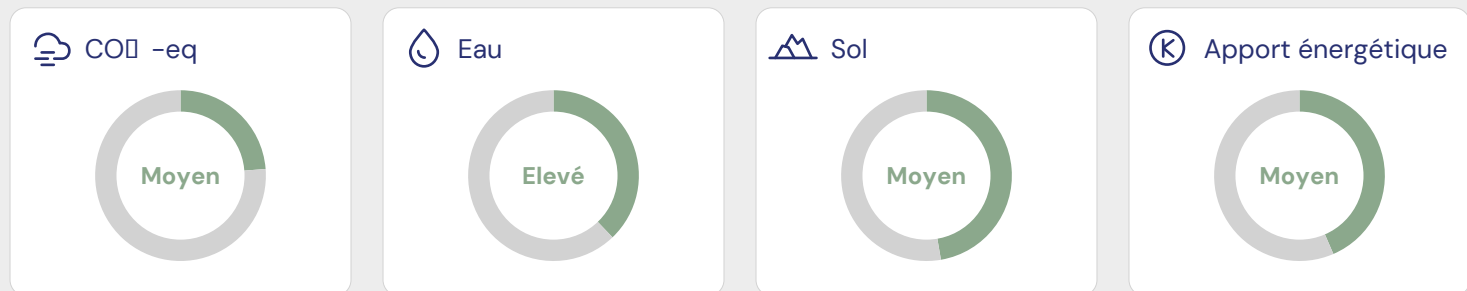 CO▯ -eq
Eau
Sol
Apport énergétique
Moyen
Elevé
Moyen
Moyen